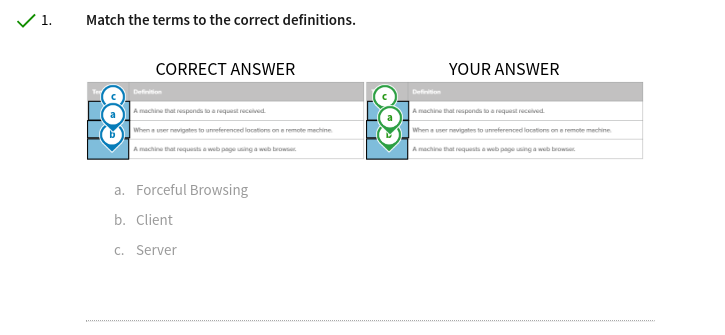 1. Match the terms to the correct definitions.
CORRECT ANSWER
YOUR ANSWER
c
Definition
a
A machine that responds to a request received.
b
When a user navigates to unreferenced locations on a remote machine.
A machine that requests a web page using a web browser.
c
Definition
a
A machine that responds to a request received.
b
When a user navigates to unreferenced locations on a remote machine.
A machine that requests a web page using a web browser.
a. Forceful Browsing
b. Client
c. Server